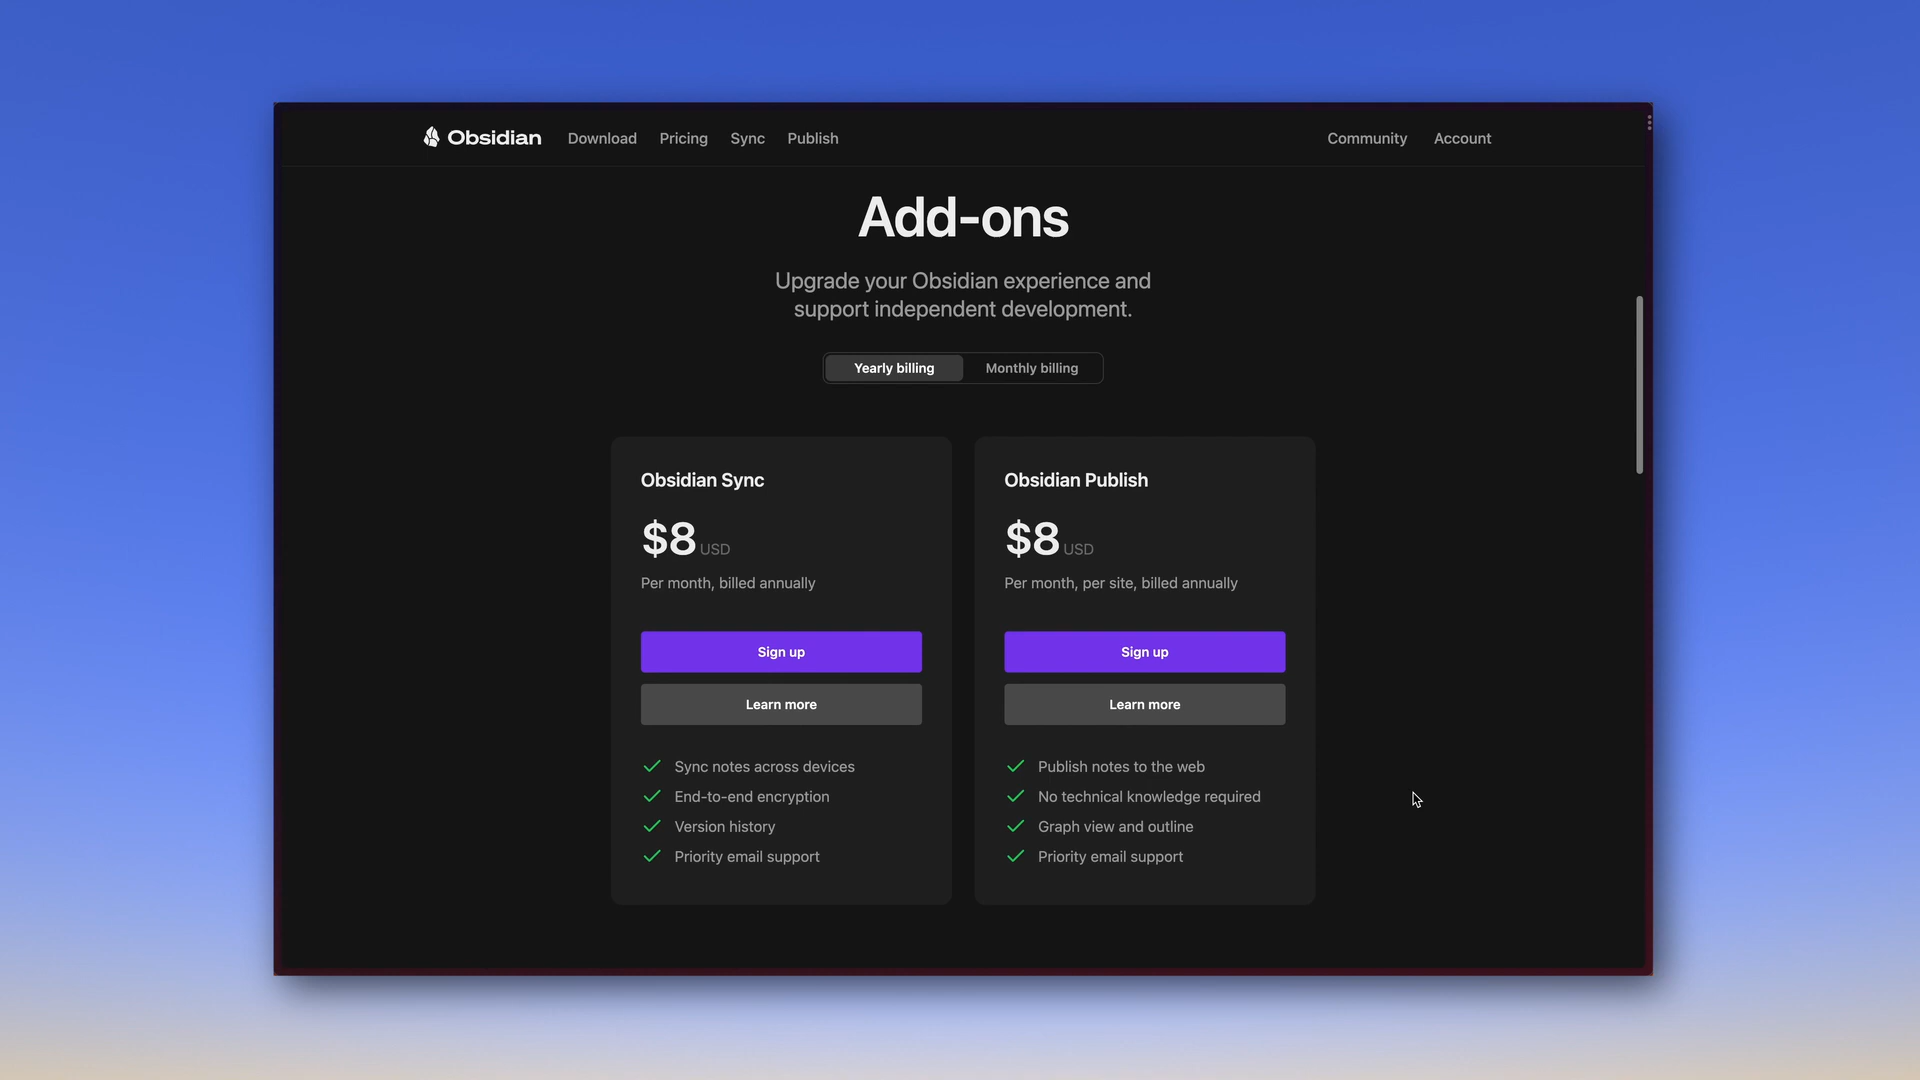 Obsidian Download Pricing Sync Publish Community Account
Add-ons
Upgrade your Obsidian experience and
support independent development.
Yearly billing Monthly billing
Obsidian Sync
$8 USD
Per month, billed annually
Sign up
Learn more
Sync notes across devices
End-to-end encryption
Version history
Priority email support
Obsidian Publish
$8 USD
Per month, per site, billed annually
Sign up
Learn more
Publish notes to the web
No technical knowledge required
Graph view and outline
Priority email support